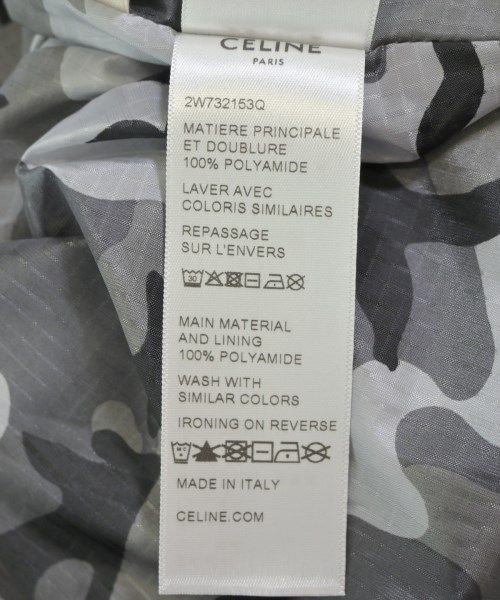 CELINE
PARIS
2W732153Q
MATIERE PRINCIPALE
ET DOUBLURE
100% POLYAMIDE
LAVER AVEC
COLORIS SIMILAIRES
REPASSAGE
SUR L'ENVERS
30
MAIN MATERIAL
AND LINING
100% POLYAMIDE
WASH WITH
SIMILAR COLORS
IRONING ON REVERSE
MADE IN ITALY
CELINE.COM